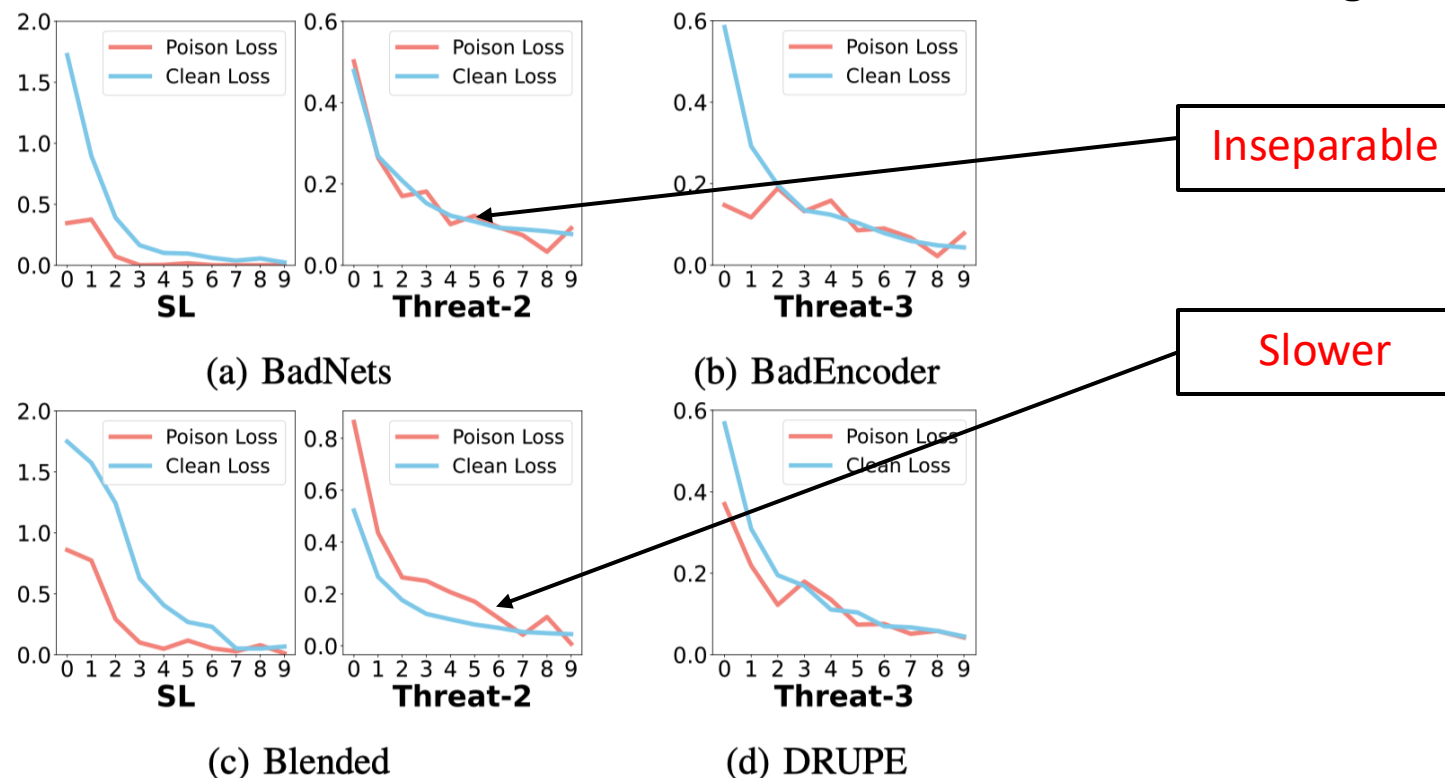 g
2.0
1.5
1.0
0.5
0.0
Poison Loss
Clean Loss
0 1 2 3 4 5 6 7 8 9
SL
0.6
0.4
0.2
0.0
Poison Loss
Clean Loss
0 1 2 3 4 5 6 7 8 9
Threat-2
(a) BadNets
0.6
0.4
0.2
0.0
Poison Loss
Clean Loss
0 1 2 3 4 5 6 7 8 9
Threat-3
(b) BadEncoder
Inseparable
Slower
2.0
1.5
1.0
0.5
0.0
Poison Loss
Clean Loss
0 1 2 3 4 5 6 7 8 9
SL
0.8
0.6
0.4
0.2
0.0
Poison Loss
Clean Loss
0 1 2 3 4 5 6 7 8 9
Threat-2
(c) Blended
0.6
0.4
0.2
0.0
Poison Loss
Clean Loss
0 1 2 3 4 5 6 7 8 9
Threat-3
(d) DRUPE